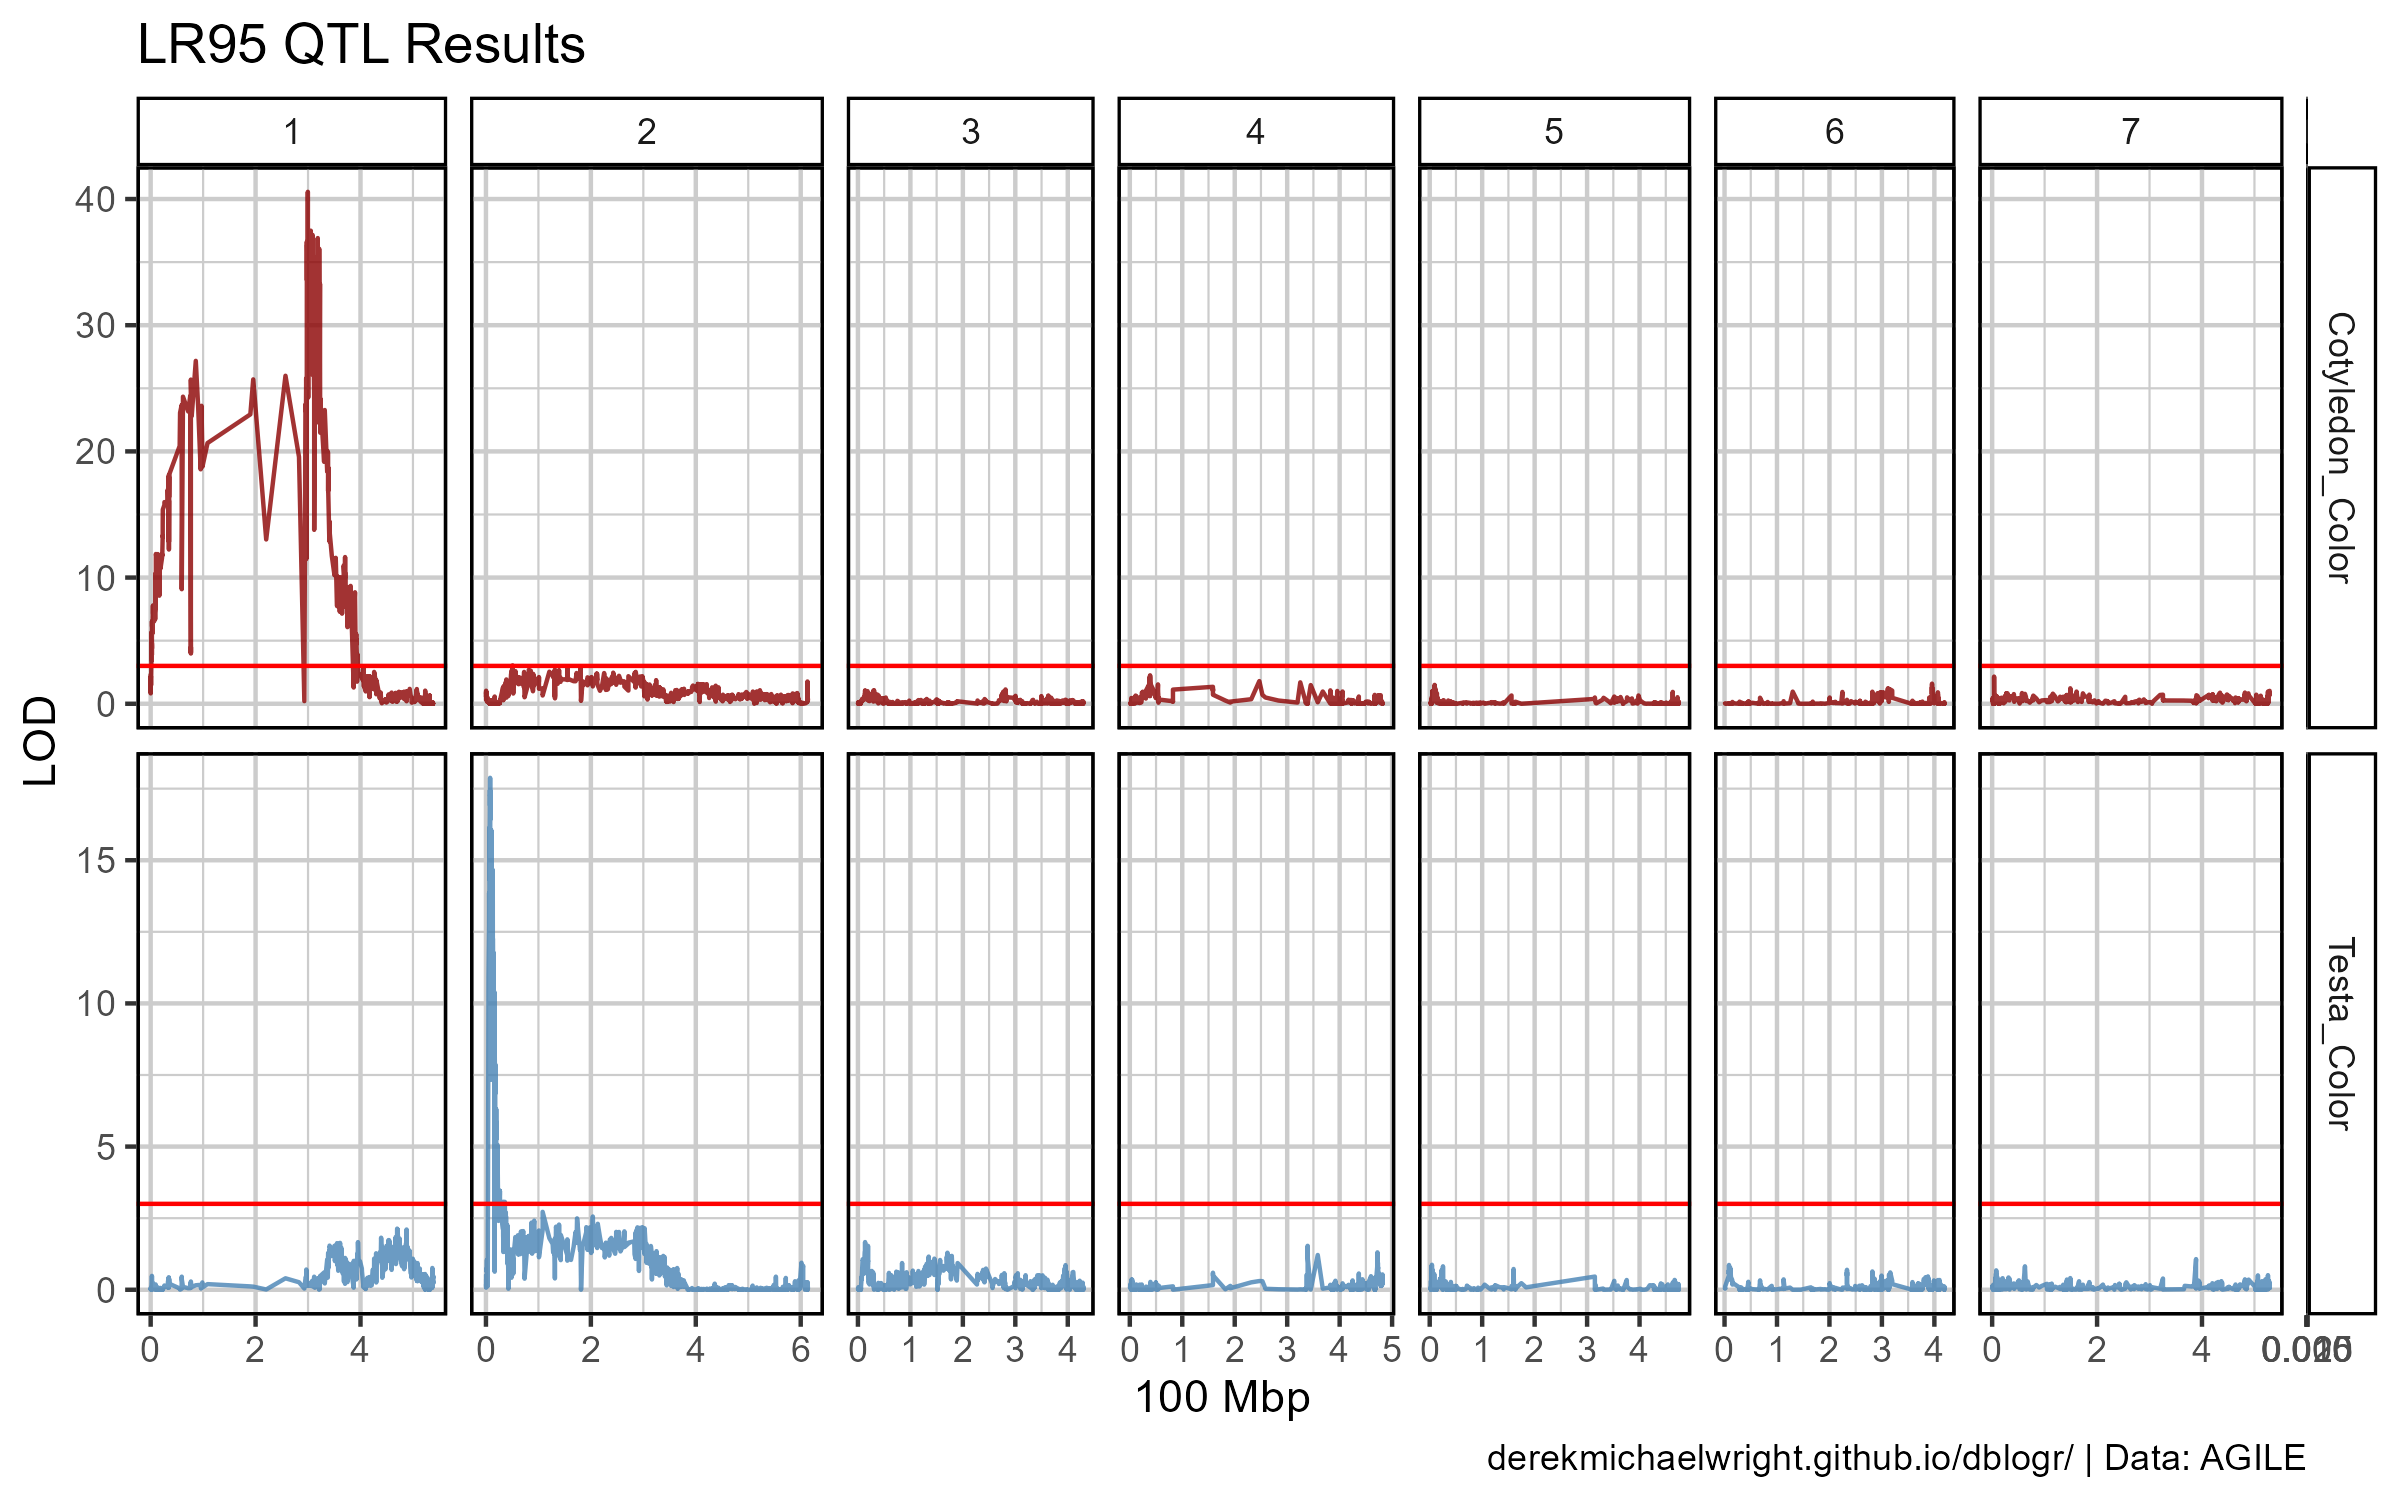 LR95 QTL Results
1 2 3 4 5 6 7
40
30
20
10
0
Cotyledon_Color
LOD
15
10
5
0
Testa_Color
0 2 4 0 2 4 6 0 1 2 3 4 0 1 2 3 4 5 0 1 2 3 4 0 1 2 3 4 0 2 4
100 Mbp
derekmichaelwright.github.io/dblogr/ | Data: AGILE